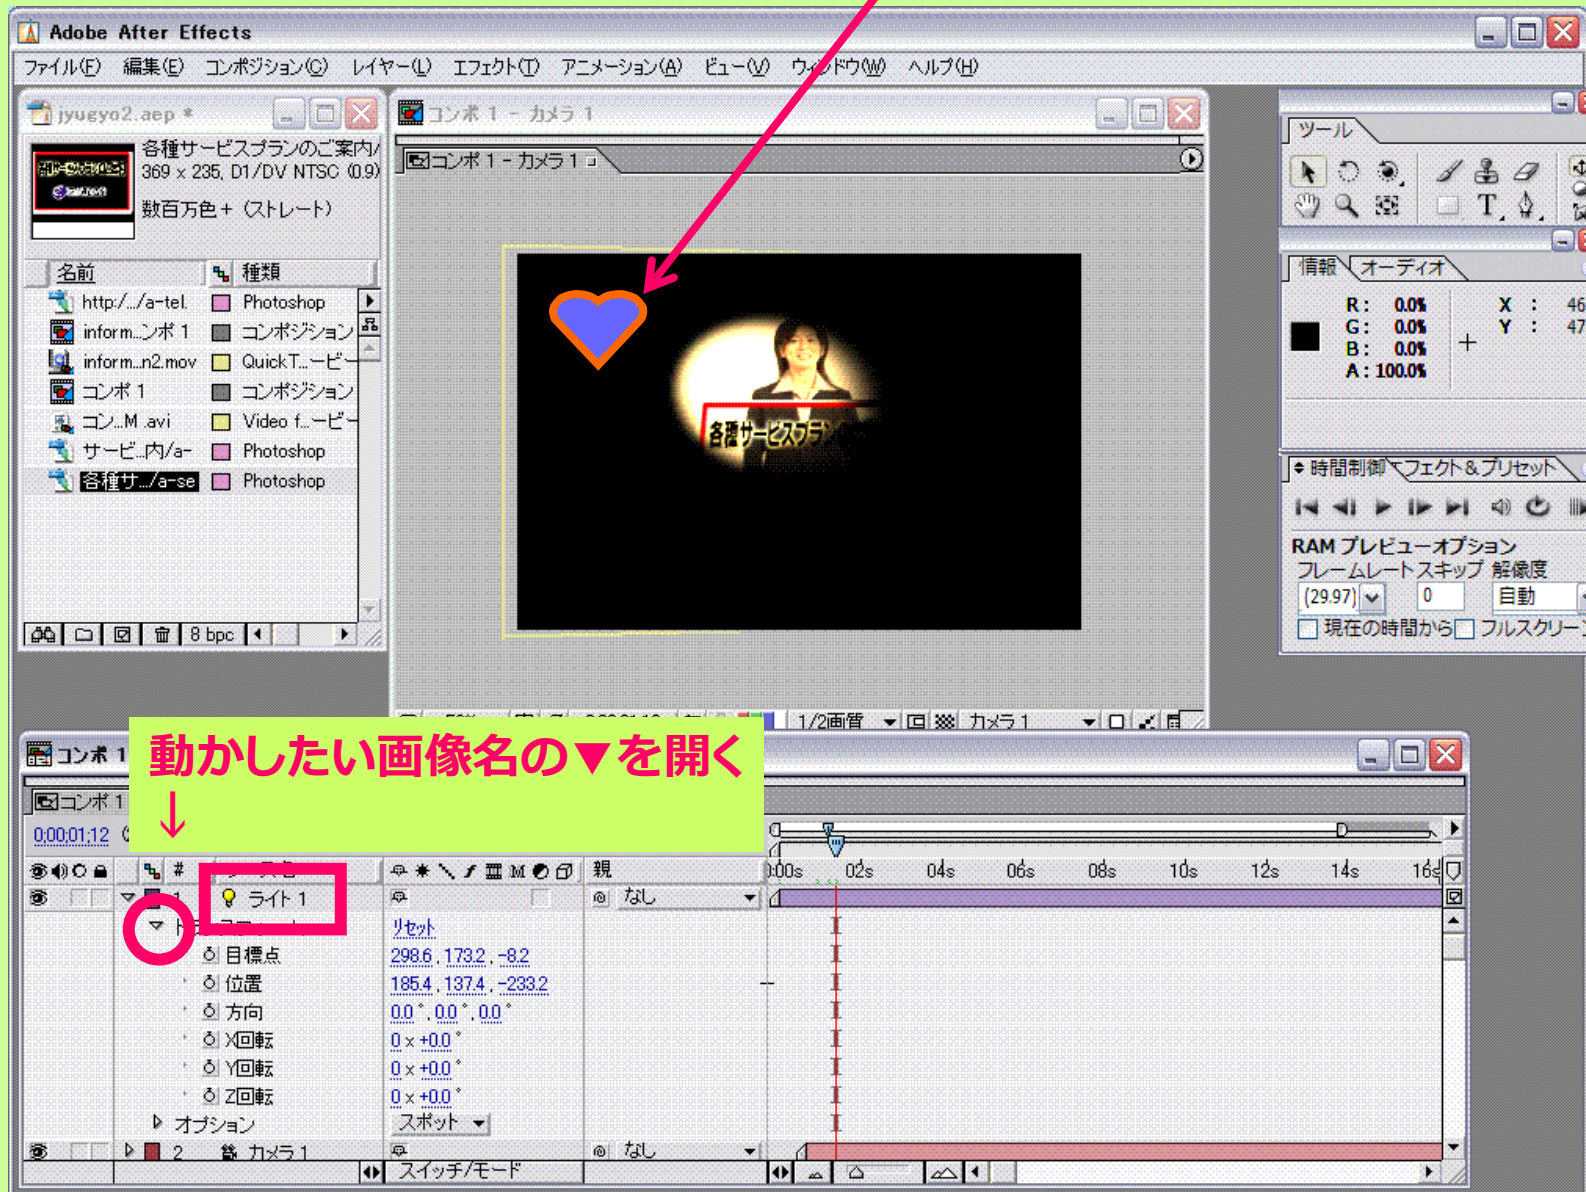 Adobe After Effects
ファイル(F) 編集(E) コンポジション(C) レイヤー(L) エフェクト(T) アニメーション(A) ビュー(V) ウィンドウ(W) ヘルプ(H)
jyugyo2.aep *
各種サービスプランのご案内/
369 x 235, D1/DV NTSC (0.9)
数百万色+ (ストレート)
名前 種類
http:/.../a-tel. Photoshop
inform...ンポ 1 コンポジション
inform...n2.mov QuickT...ービー
コンポ 1 コンポジション
コン...M .avi Video f...ービー
サービ...内/a- Photoshop
各種サ.../a-se Photoshop
8 bpc
コンポ 1 - カメラ 1
コンポ 1 - カメラ 1
各種サービスプラン
1/2画質 カメラ 1
ツール
T
情報 オーディオ
R: 0.0% X :
G: 0.0% Y :
B: 0.0%
A: 100.0%
時間制御 エフェクト&プリセット
RAM プレビューオプション
フレームレート スキップ 解像度
(29.97) 0 自動
現在の時間から フルスクリーン
動かしたい画像名の▼を開く
↓
コンポ 1
コンポ 1
0;00;01;12
# 親
:00s 02s 04s 06s 08s 10s 12s 14s 16s
1 ライト 1 なし
リセット
目標点 298.6 , 173.2 , -8.2
位置 185.4 , 137.4 , -233.2
方向 0.0 °, 0.0 °, 0.0 °
X回転 0 x +0.0 °
Y回転 0 x +0.0 °
Z回転 0 x +0.0 °
オプション スポット
2 カメラ 1 なし
スイッチ/モード